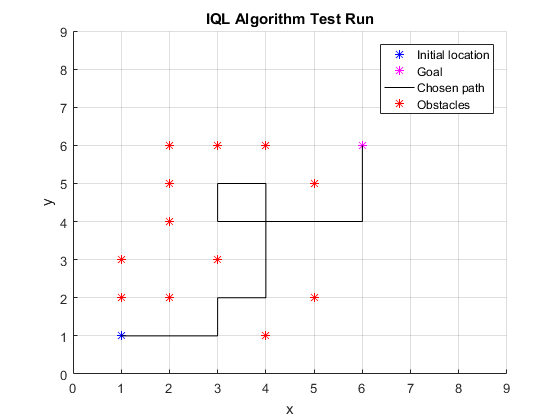 IQL Algorithm Test Run
9
8
7
6
5
4
3
2
1
0
y
0 1 2 3 4 5 6 7 8 9
x
Initial location
Goal
Chosen path
Obstacles